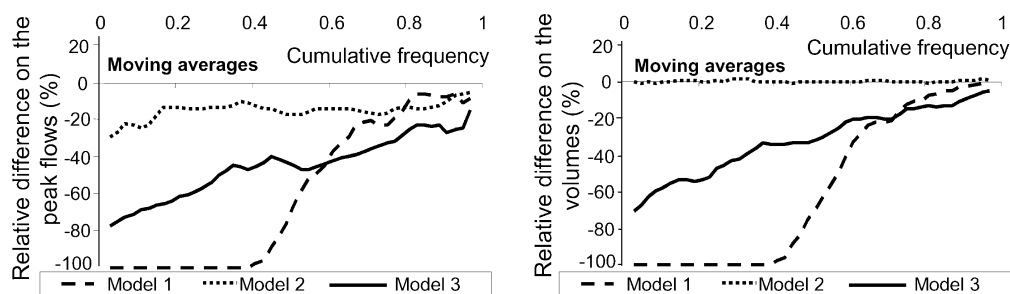 0 0.2 0.4 0.6 0.8 1
20
Cumulative frequency
Moving averages
0
-20
-40
-60
-80
-100
Relative difference on the
peak flows (%)
Model 1 Model 2 Model 3
0 0.2 0.4 0.6 0.8 1
20
Cumulative frequency
Moving averages
0
-20
-40
-60
-80
-100
Relative difference on the
volumes (%)
Model 1 Model 2 Model 3